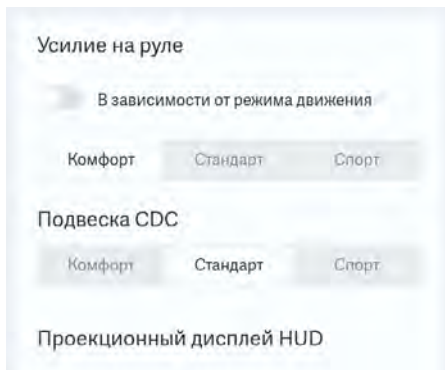 Усилие на руле
В зависимости от режима движения
Комфорт Стандарт Спорт
Подвеска CDC
Комфорт Стандарт Спорт
Проекционный дисплей HUD